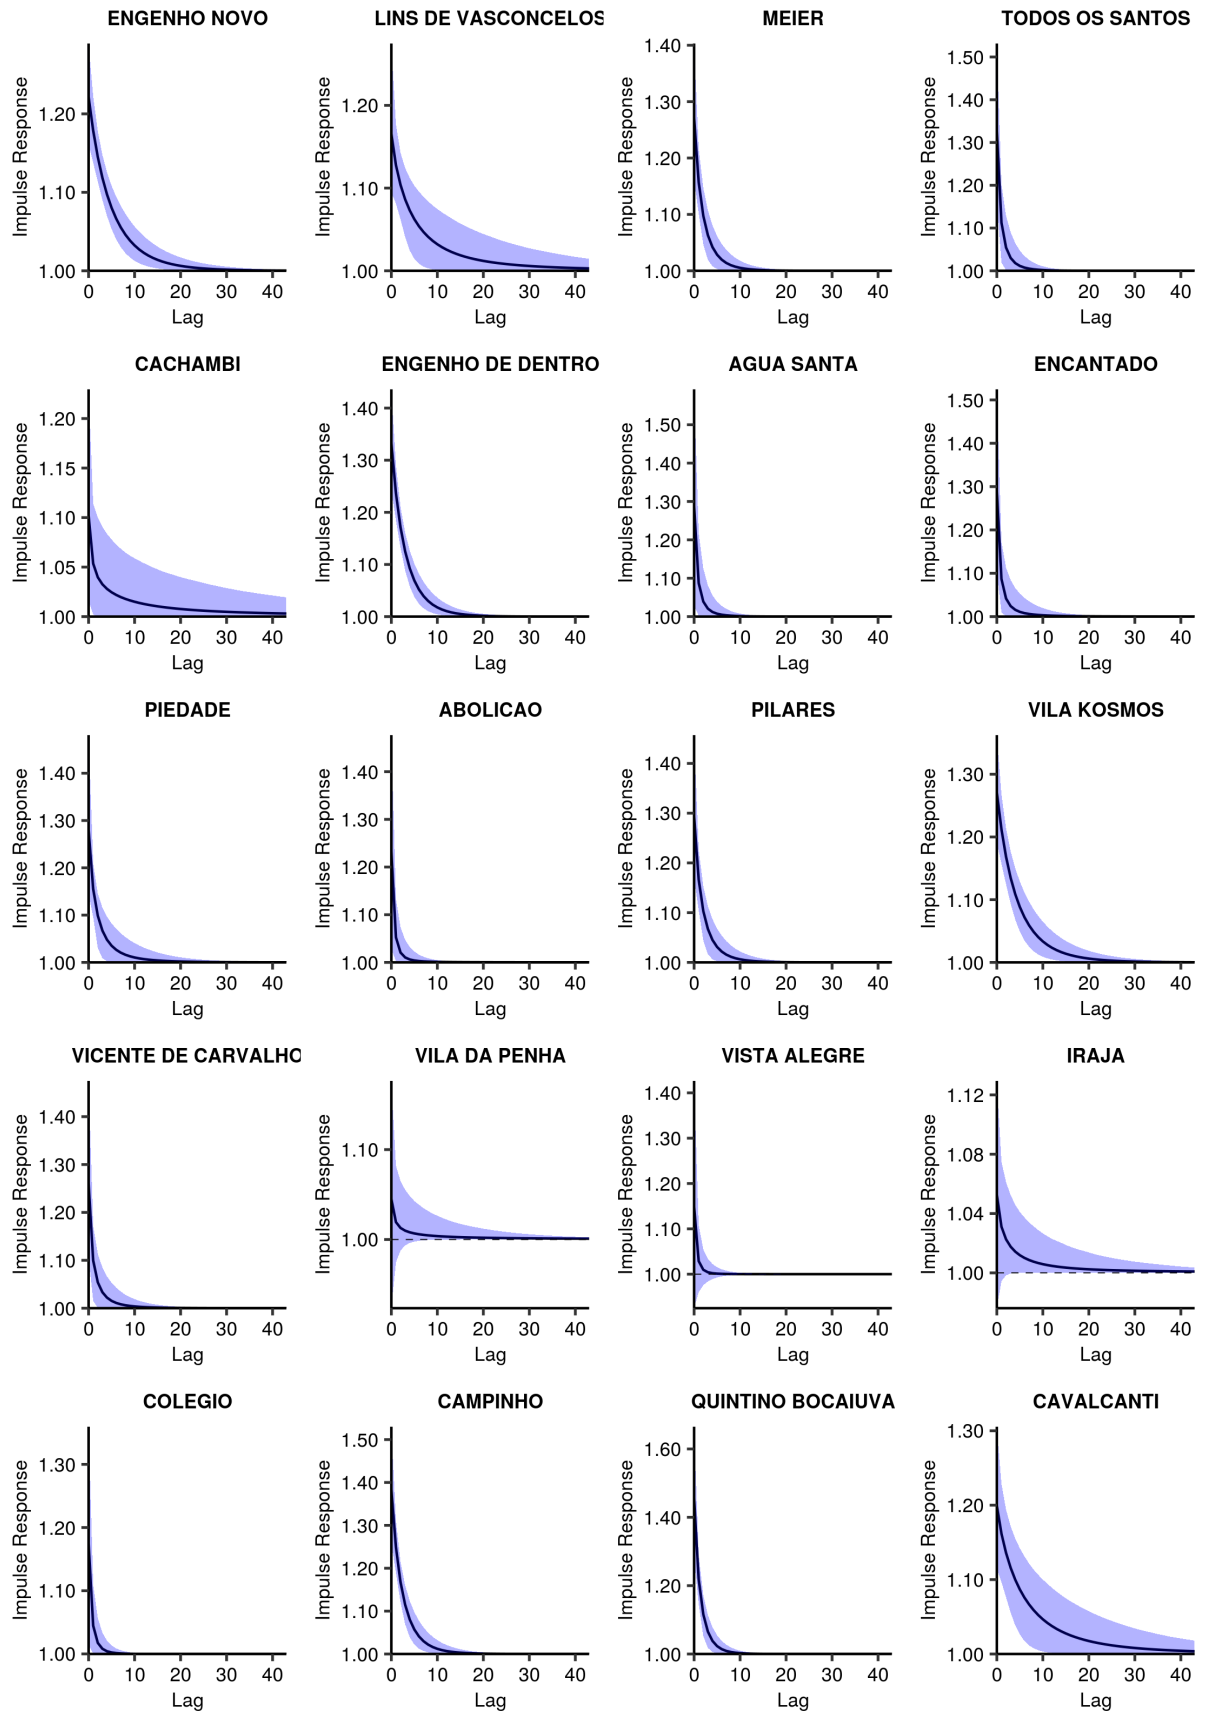 ENGENHO NOVO
Impulse Response
1.20
1.10
1.00
0 10 20 30 40
Lag
LINS DE VASCONCELOS
Impulse Response
1.20
1.10
1.00
0 10 20 30 40
Lag
MEIER
Impulse Response
1.40
1.30
1.20
1.10
1.00
0 10 20 30 40
Lag
TODOS OS SANTOS
Impulse Response
1.50
1.40
1.30
1.20
1.10
1.00
0 10 20 30 40
Lag
CACHAMBI
Impulse Response
1.20
1.15
1.10
1.05
1.00
0 10 20 30 40
Lag
ENGENHO DE DENTRO
Impulse Response
1.40
1.30
1.20
1.10
1.00
0 10 20 30 40
Lag
AGUA SANTA
Impulse Response
1.50
1.40
1.30
1.20
1.10
1.00
0 10 20 30 40
Lag
ENCANTADO
Impulse Response
1.50
1.40
1.30
1.20
1.10
1.00
0 10 20 30 40
Lag
PIEDADE
Impulse Response
1.40
1.30
1.20
1.10
1.00
0 10 20 30 40
Lag
ABOLICAO
Impulse Response
1.40
1.30
1.20
1.10
1.00
0 10 20 30 40
Lag
PILARES
Impulse Response
1.40
1.30
1.20
1.10
1.00
0 10 20 30 40
Lag
VILA KOSMOS
Impulse Response
1.30
1.20
1.10
1.00
0 10 20 30 40
Lag
VICENTE DE CARVALHO
Impulse Response
1.40
1.30
1.20
1.10
1.00
0 10 20 30 40
Lag
VILA DA PENHA
Impulse Response
1.10
1.00
0 10 20 30 40
Lag
VISTA ALEGRE
Impulse Response
1.40
1.30
1.20
1.10
1.00
0 10 20 30 40
Lag
IRAJA
Impulse Response
1.12
1.08
1.04
1.00
0 10 20 30 40
Lag
COLEGIO
Impulse Response
1.30
1.20
1.10
1.00
0 10 20 30 40
Lag
CAMPINHO
Impulse Response
1.50
1.40
1.30
1.20
1.10
1.00
0 10 20 30 40
Lag
QUINTINO BOCAIUVA
Impulse Response
1.60
1.40
1.20
1.00
0 10 20 30 40
Lag
CAVALCANTI
Impulse Response
1.30
1.20
1.10
1.00
0 10 20 30 40
Lag